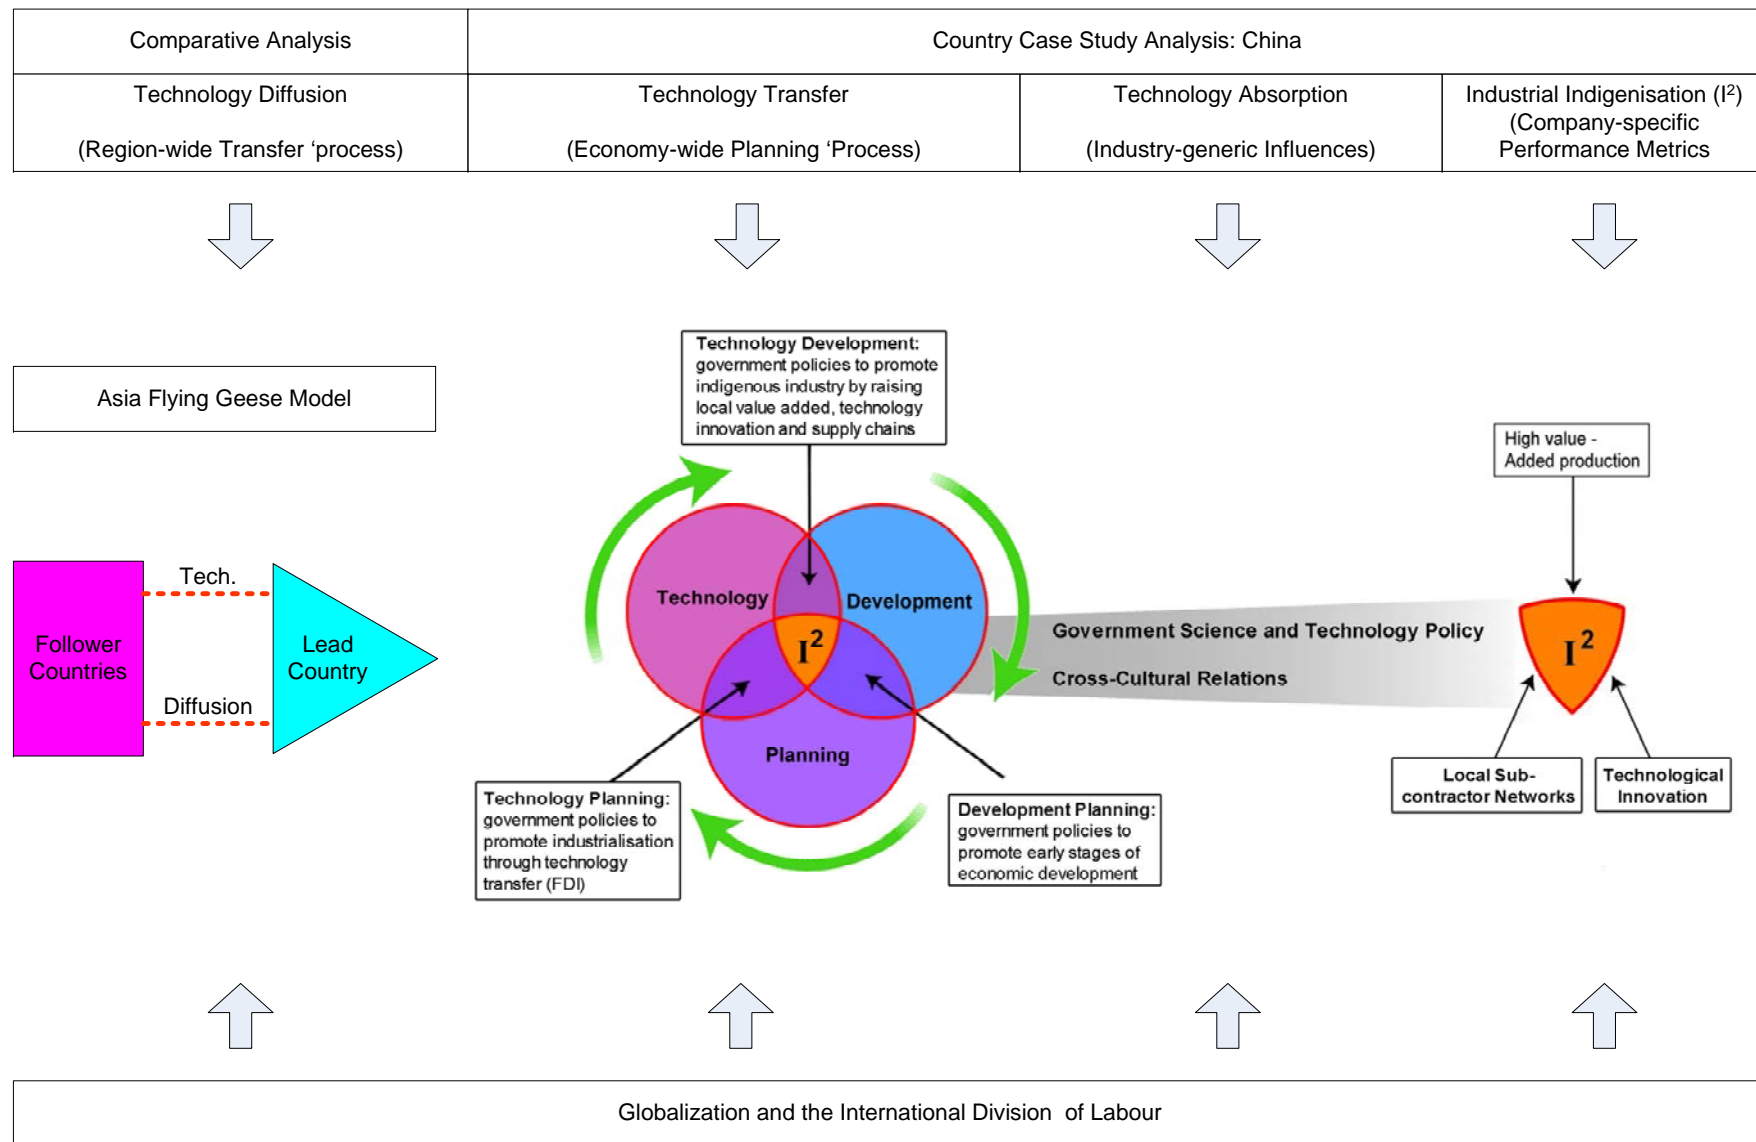 Comparative Analysis
Country Case Study Analysis: China
Technology Diffusion
(Region-wide Transfer ‘process)
Technology Transfer
(Economy-wide Planning ‘Process)
Technology Absorption
(Industry-generic Influences)
Industrial Indigenisation (I²)
(Company-specific
Performance Metrics
Asia Flying Geese Model
Follower
Countries
Tech.
Diffusion
Lead
Country
Technology Development:
government policies to promote
indigenous industry by raising
local value added, technology
innovation and supply chains
Technology
Development
I²
Planning
Technology Planning:
government policies to
promote industrialisation
through technology
transfer (FDI)
Development Planning:
government policies to
promote early stages of
economic development
Government Science and Technology Policy
Cross-Cultural Relations
High value -
Added production
I²
Local Sub-
contractor Networks
Technological
Innovation
Globalization and the International Division  of Labour